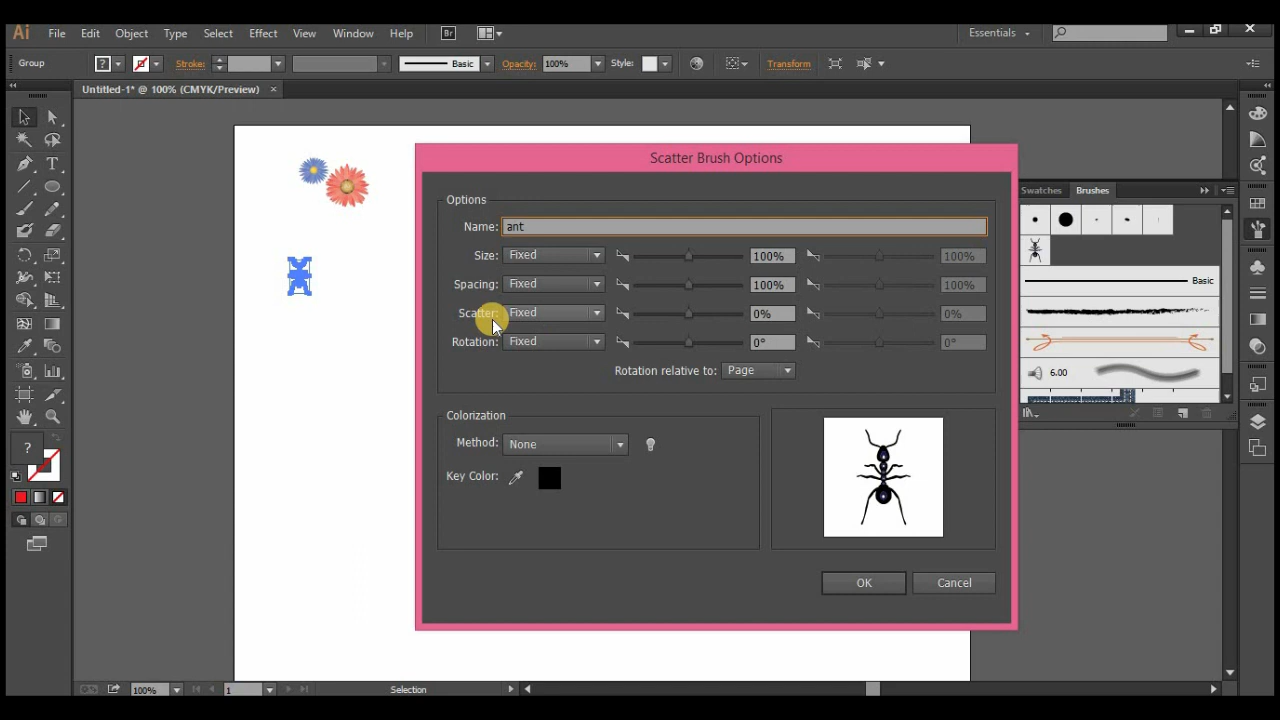 Ai File Edit Object Type Select Effect View Window Help Br Essentials
Group ? Stroke: Basic Opacity: 100% Style: Transform
Untitled-1* @ 100% (CMYK/Preview) ×
Scatter Brush Options
Swatches Brushes
Options
Name: ant
Size: Fixed 100% 100%
Spacing: Fixed 100% 100%
Scatter: Fixed 0% 0%
Rotation: Fixed 0° 0°
Rotation relative to: Page
Basic
6.00
Colorization
Method: None
Key Color:
?
OK Cancel
100% 1 Selection